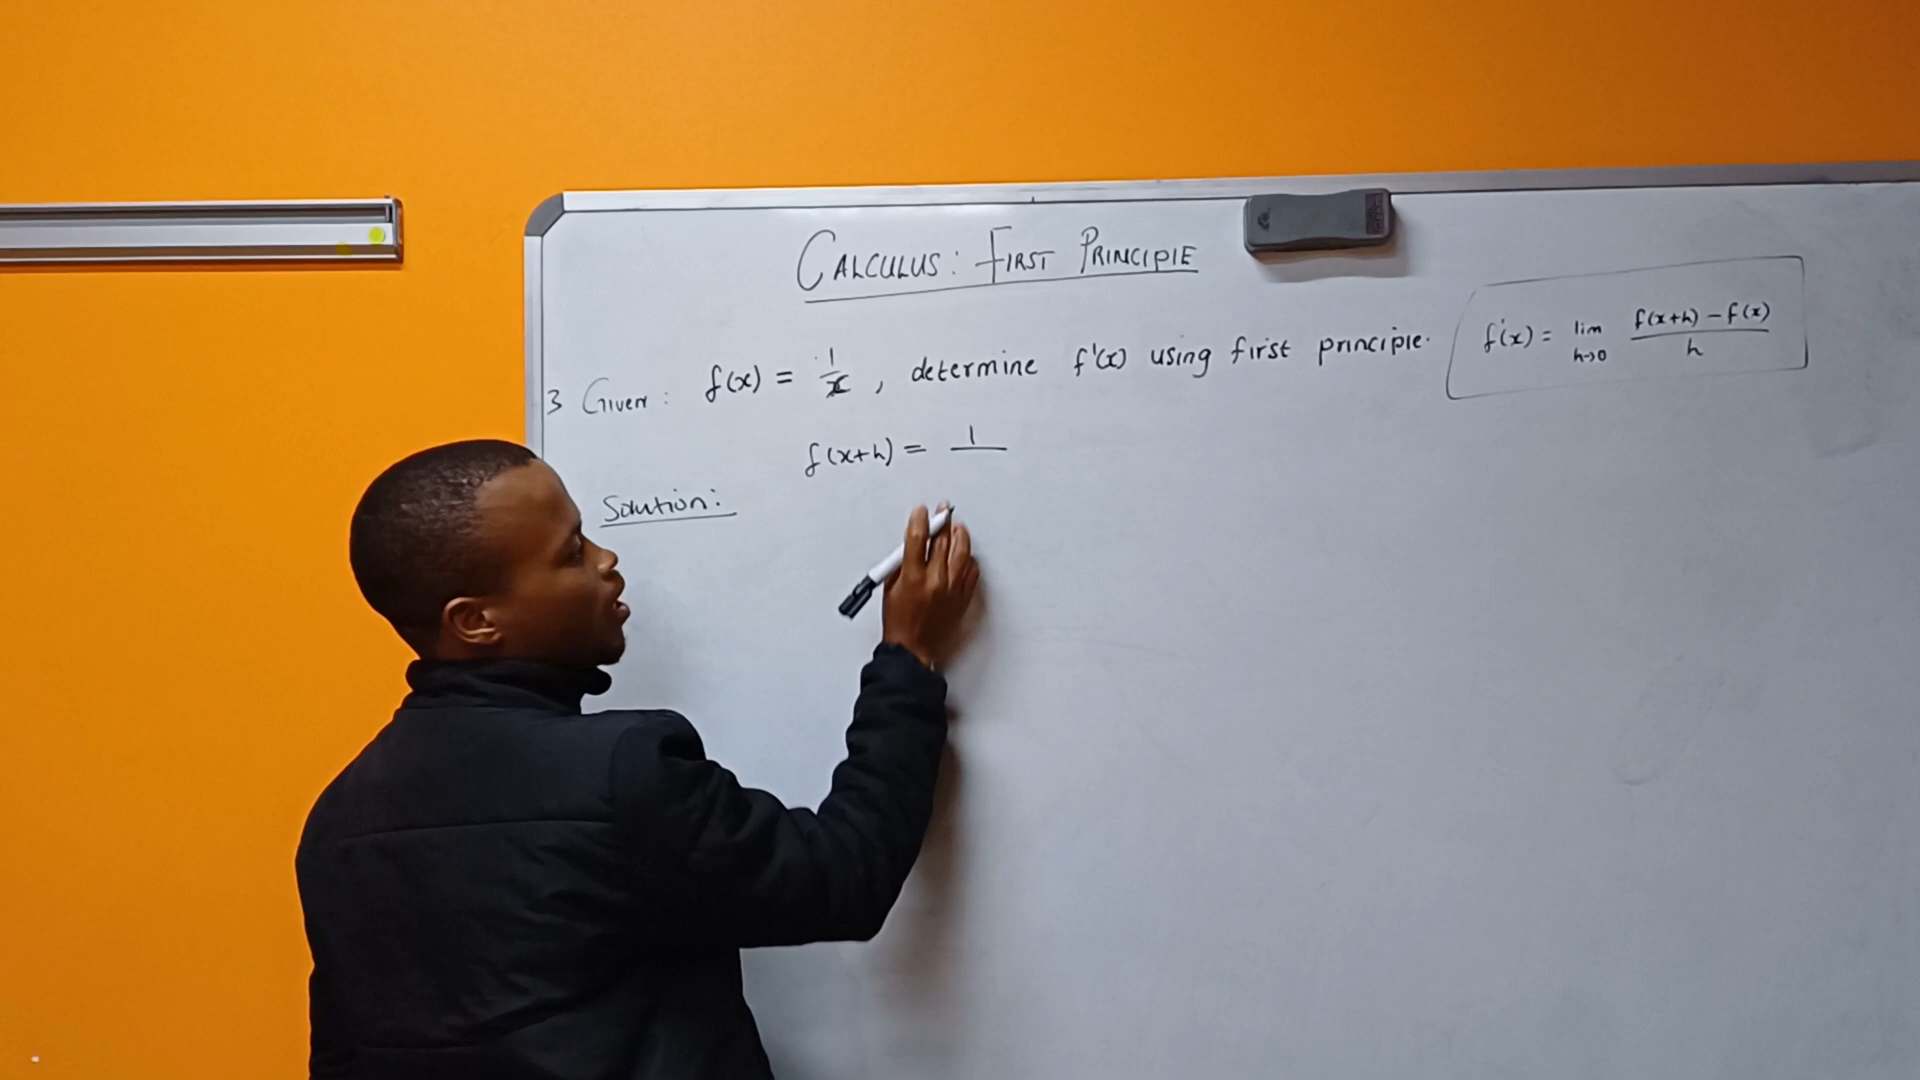 CALCULUS: FIRST PRINCIPLE
3 Given: f(x) = 1/x, determine f'(x) using first principle.
f'(x) = lim h→0 f(x+h) - f(x) / h
f(x+h) = 1
Solution: